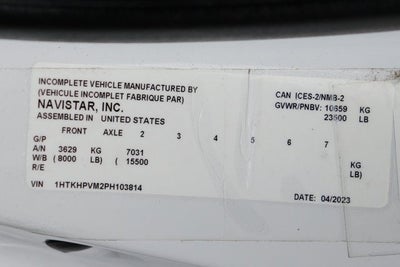 INCOMPLETE VEHICLE MANUFACTURED BY
(VEHICULE INCOMPLET FABRIQUE PAR)
NAVISTAR, INC.
ASSEMBLED IN UNITED STATES
CAN ICES-2/NMB-2
GVWR/PNBV: 10659 KG
23500 LB
FRONT AXLE 2 3 4 5 6 7
G/P
A/N 3629 KG 7031 KG
W/B ( 8000 LB) ( 15500 LB)
R/E
VIN 1HTKHPVM2PH103814
DATE: 04/2023